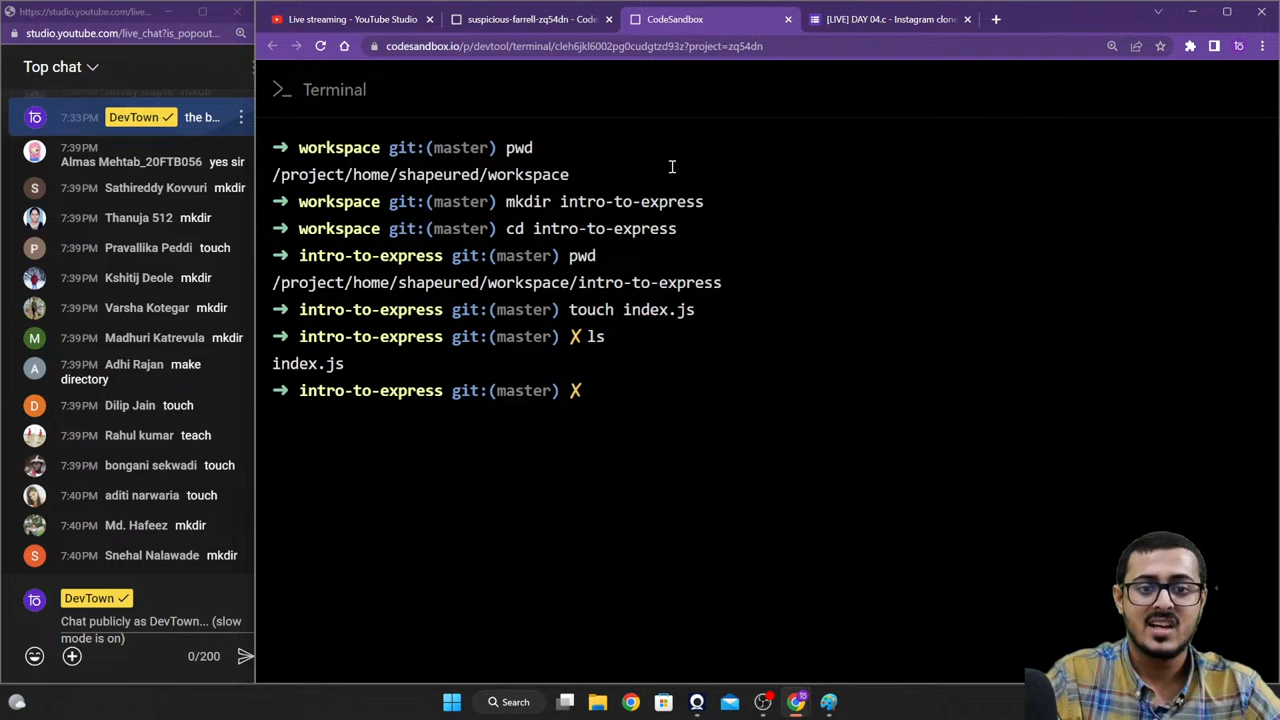 https://studio.youtube.com/live_chat?is_popout...
studio.youtube.com/live_chat?is_popout...
Top chat
7:33PM DevTown the b...
7:39PM
Almas Mehtab_20FTB056 yes sir
7:39PM Sathireddy Kovvuri mkdir
7:39PM Thanuja 512 mkdir
7:39PM Pravallika Peddi touch
7:39PM Kshitij Deole mkdir
7:39PM Varsha Kotegar mkdir
7:39PM Madhuri Katrevula mkdir
7:39PM Adhi Rajan make
directory
7:39PM Dilip Jain touch
7:39PM Rahul kumar teach
7:39PM bongani sekwadi touch
7:40PM aditi narwaria touch
7:40PM Md. Hafeez mkdir
7:40PM Snehal Nalawade mkdir
DevTown
Chat publicly as DevTown... (slow
mode is on)
0/200
Live streaming - YouTube Studio
suspicious-farrell-zq54dn - Code
CodeSandbox
[LIVE] DAY 04.c - Instagram clone
codesandbox.io/p/devtool/terminal/cleh6jkl6002pg0cudgtzd93z?project=zq54dn
>_ Terminal
➜ workspace git:(master) pwd
/project/home/shapeured/workspace
➜ workspace git:(master) mkdir intro-to-express
➜ workspace git:(master) cd intro-to-express
➜ intro-to-express git:(master) pwd
/project/home/shapeured/workspace/intro-to-express
➜ intro-to-express git:(master) touch index.js
➜ intro-to-express git:(master) ✗ ls
index.js
➜ intro-to-express git:(master) ✗
Search